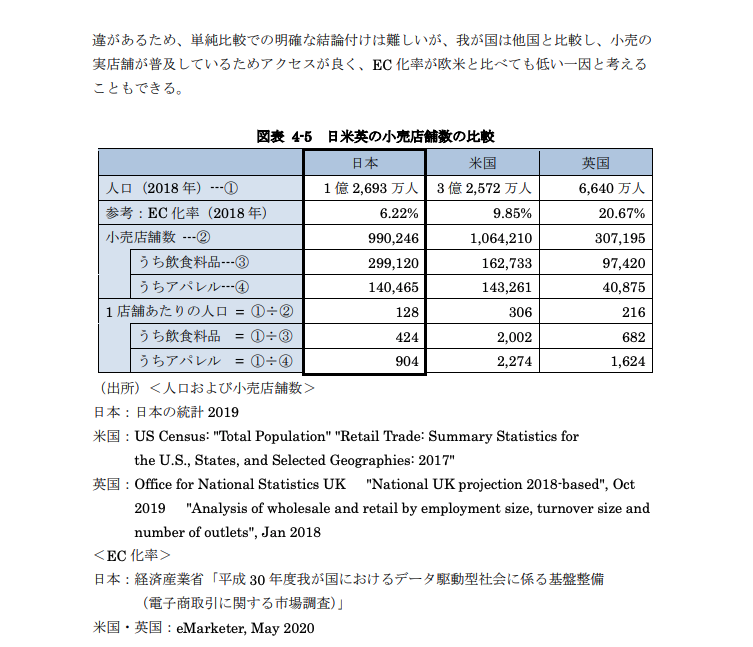 違があるため、単純比較での明確な結論付けは難しいが、我が国は他国と比較し、小売の
実店舗が普及しているためアクセスが良く、EC 化率が欧米と比べても低い一因と考える
こともできる。
図表 4-5 日米英の小売店舗数の比較
日本 米国 英国
人口（2018 年）---① 1 億 2,693 万人 3 億 2,572 万人 6,640 万人
参考：EC 化率（2018 年） 6.22% 9.85% 20.67%
小売店舗数 ---② 990,246 1,064,210 307,195
うち飲食料品---③ 299,120 162,733 97,420
うちアパレル---④ 140,465 143,261 40,875
1 店舗あたりの人口 = ①÷② 128 306 216
うち飲食料品 = ①÷③ 424 2,002 682
うちアパレル = ①÷④ 904 2,274 1,624
（出所）＜人口および小売店舗数＞
日本：日本の統計 2019
米国：US Census: "Total Population" "Retail Trade: Summary Statistics for
the U.S., States, and Selected Geographies: 2017"
英国：Office for National Statistics UK "National UK projection 2018-based", Oct
2019 "Analysis of wholesale and retail by employment size, turnover size and
number of outlets", Jan 2018
＜EC 化率＞
日本：経済産業省「平成 30 年度我が国におけるデータ駆動型社会に係る基盤整備
（電子商取引に関する市場調査）」
米国・英国：eMarketer, May 2020